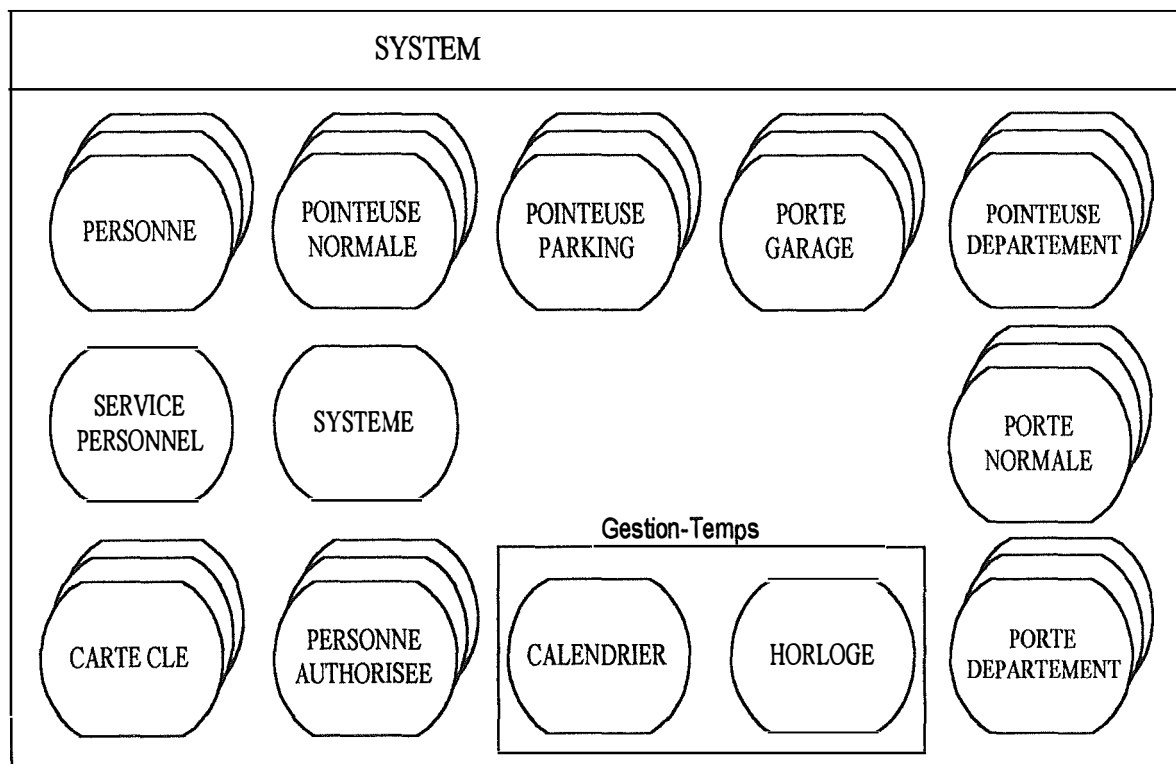 SYSTEM
PERSONNE
POINTEUSE
NORMALE
POINTEUSE
PARKING
PORTE
GARAGE
POINTEUSE
DEPARTEMENT
SERVICE
PERSONNEL
SYSTEME
PORTE
NORMALE
Gestion-Temps
CARTE CLE
PERSONNE
AUTHORISEE
CALENDRIER
HORLOGE
PORTE
DEPARTEMENT